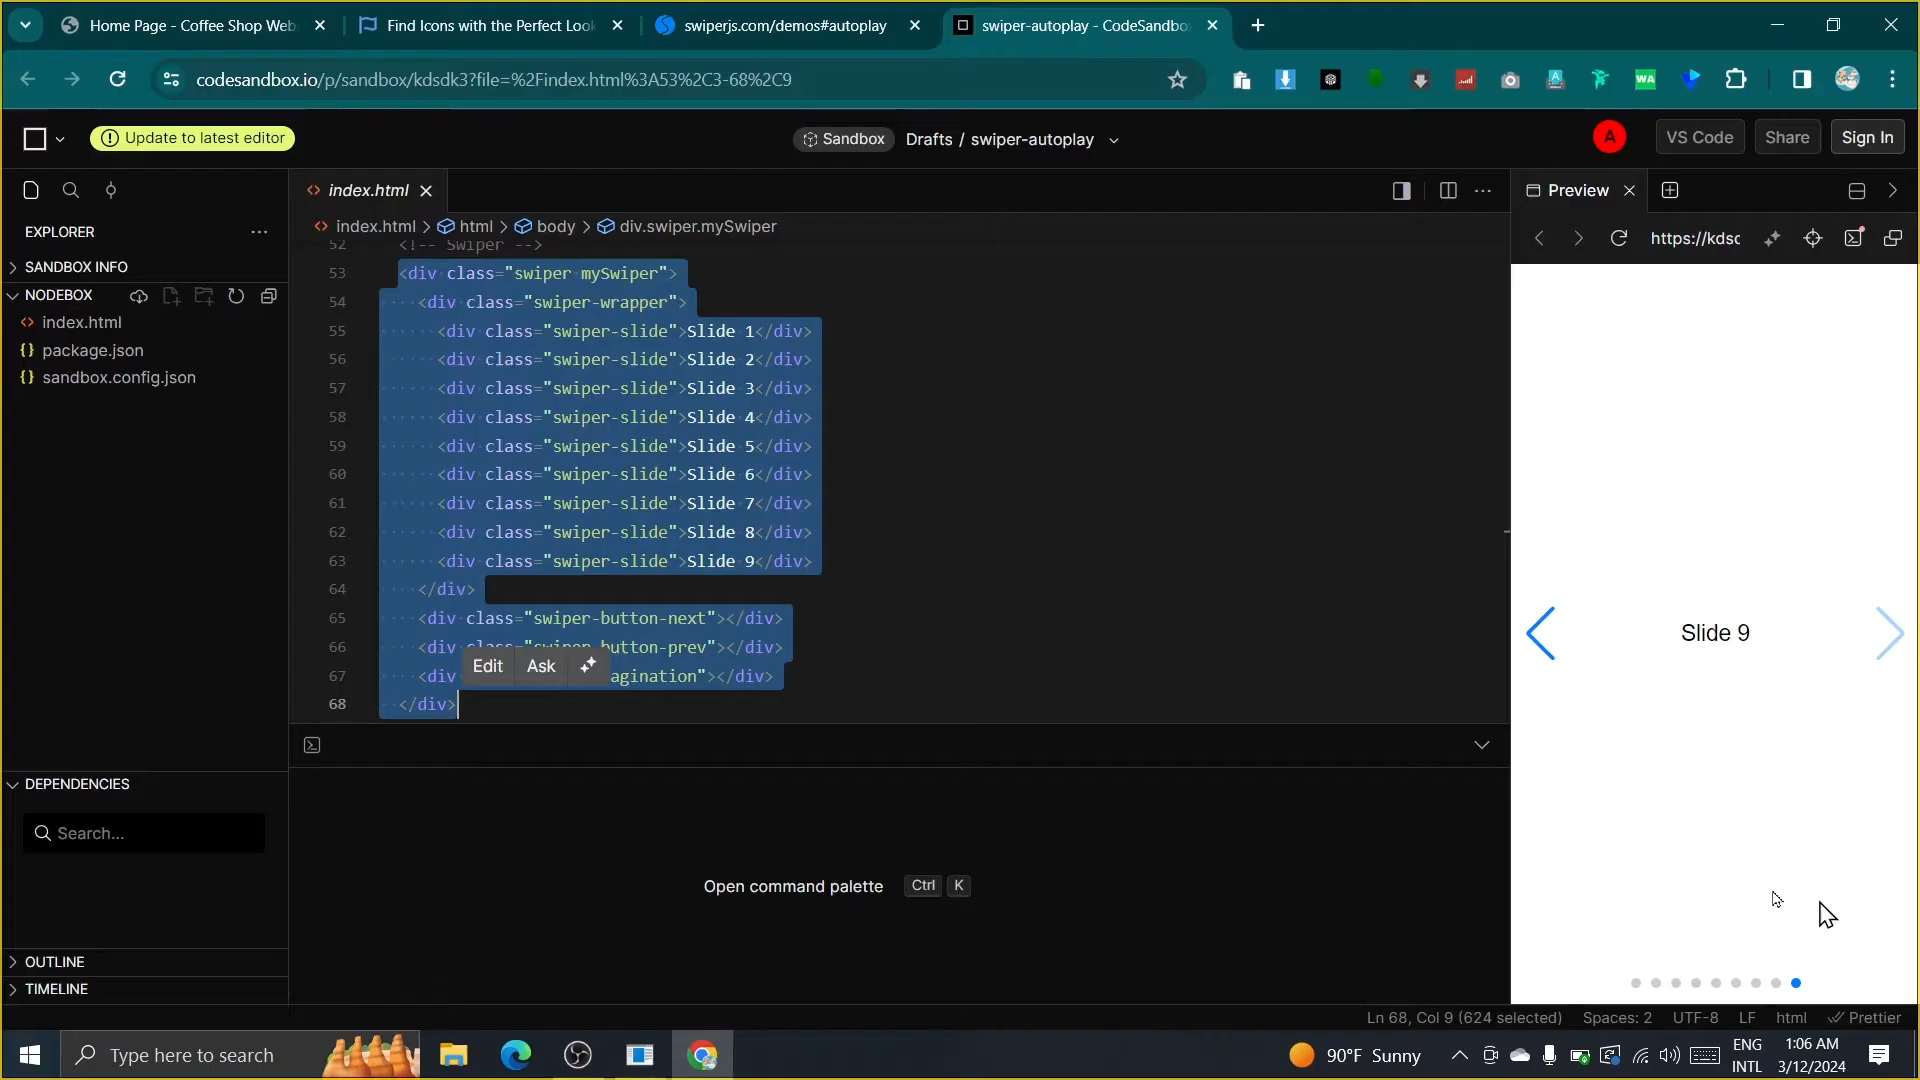 Home Page - Coffee Shop Web
Find Icons with the Perfect Look
swiperjs.com/demos#autoplay
swiper-autoplay - CodeSandbo
codesandbox.io/p/sandbox/kdsdk3?file=%2Findex.html%3A53%2C3-68%2C9
WA
Update to latest editor
Sandbox
Drafts / swiper-autoplay
A
VS Code
Share
Sign In
index.html
Preview
EXPLORER
index.html > html > body > div.swiper.mySwiper
https://kdsc
SANDBOX INFO
NODEBOX
index.html
package.json
sandbox.config.json
52 <!-- Swiper -->
53 <div class="swiper mySwiper">
54 <div class="swiper-wrapper">
55 <div class="swiper-slide">Slide 1</div>
56 <div class="swiper-slide">Slide 2</div>
57 <div class="swiper-slide">Slide 3</div>
58 <div class="swiper-slide">Slide 4</div>
59 <div class="swiper-slide">Slide 5</div>
60 <div class="swiper-slide">Slide 6</div>
61 <div class="swiper-slide">Slide 7</div>
62 <div class="swiper-slide">Slide 8</div>
63 <div class="swiper-slide">Slide 9</div>
64 </div>
65 <div class="swiper-button-next"></div>
66 <div class="swiper-button-prev"></div>
Edit Ask
67 <div agination"></div>
68 </div>
Slide 9
DEPENDENCIES
Search...
Open command palette Ctrl K
OUTLINE
TIMELINE
Ln 68, Col 9 (624 selected) Spaces: 2 UTF-8 LF html Prettier
Type here to search
90°F Sunny
ENG
INTL
1:06 AM
3/12/2024